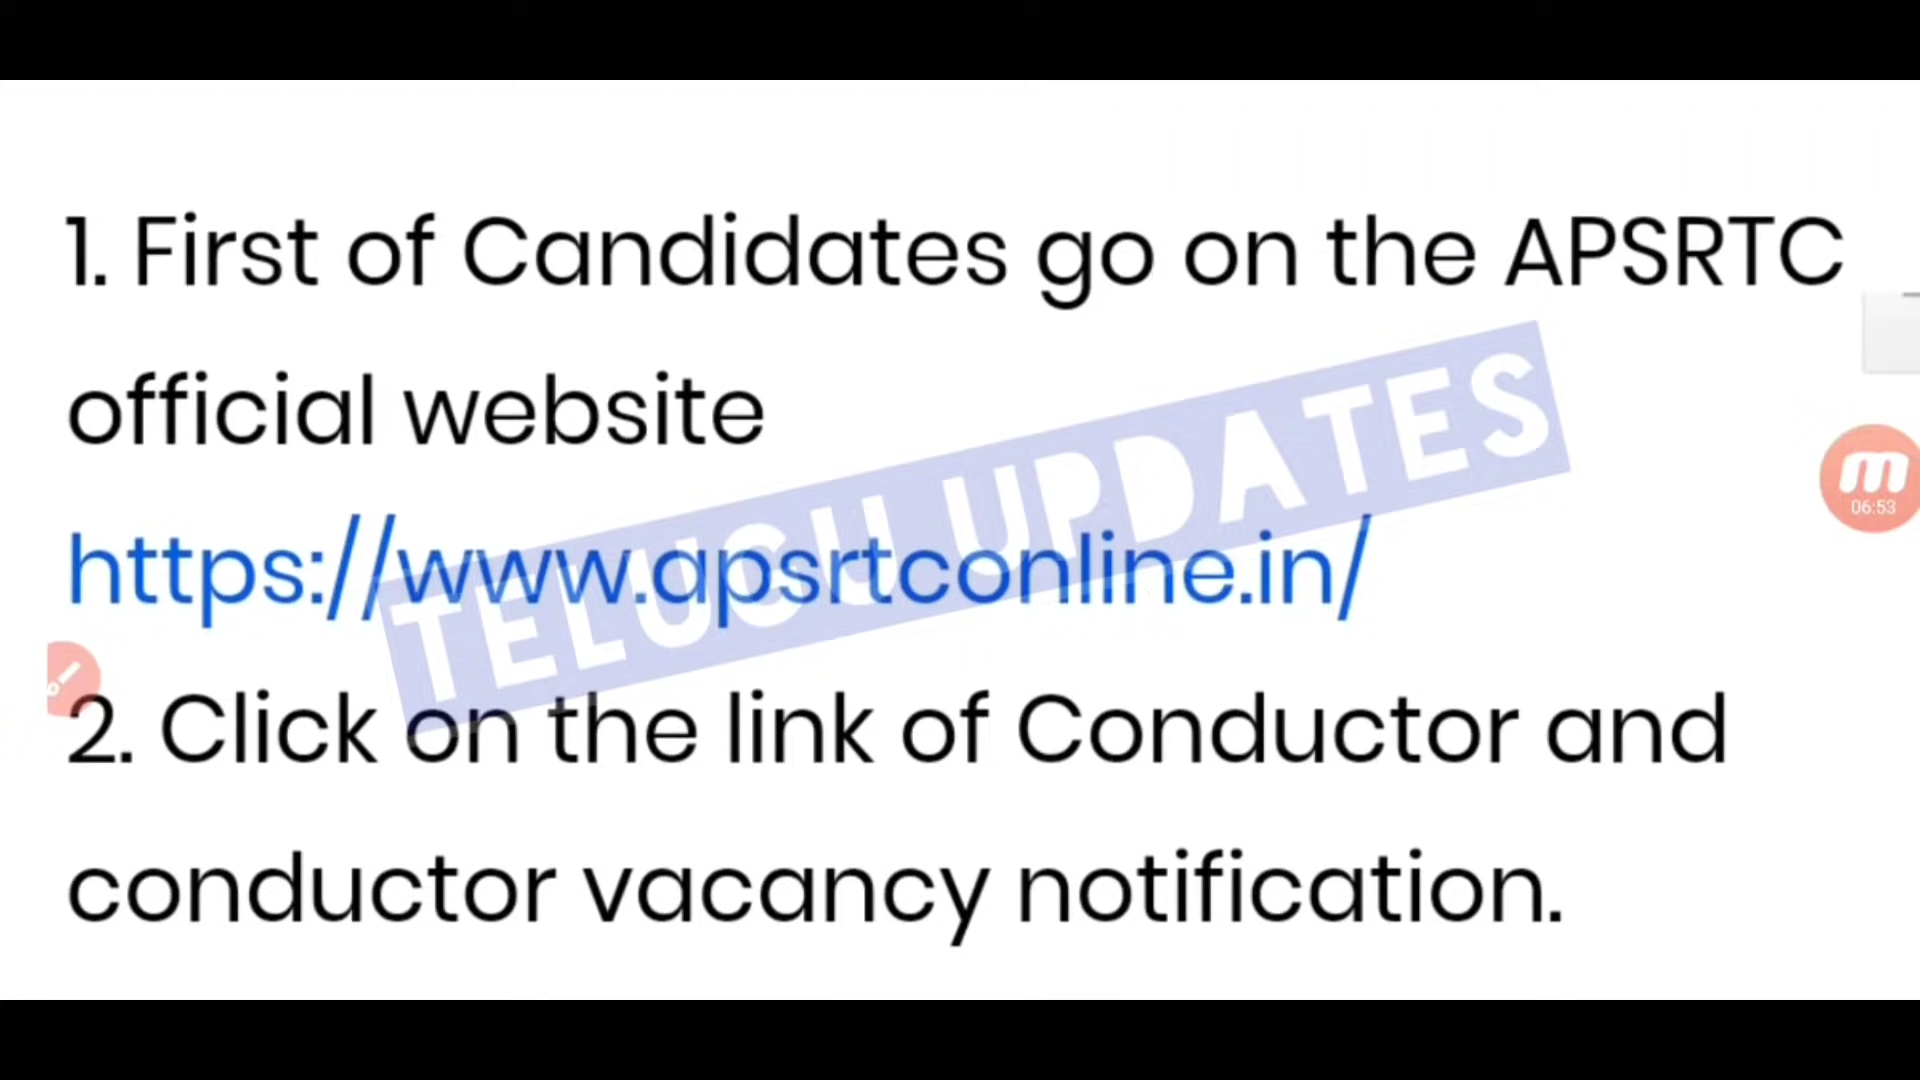 1. First of Candidates go on the APSRTC
official website
https://www.apsrtconline.in/
TELUGU UPDATES
06:53
2. Click on the link of Conductor and
conductor vacancy notification.